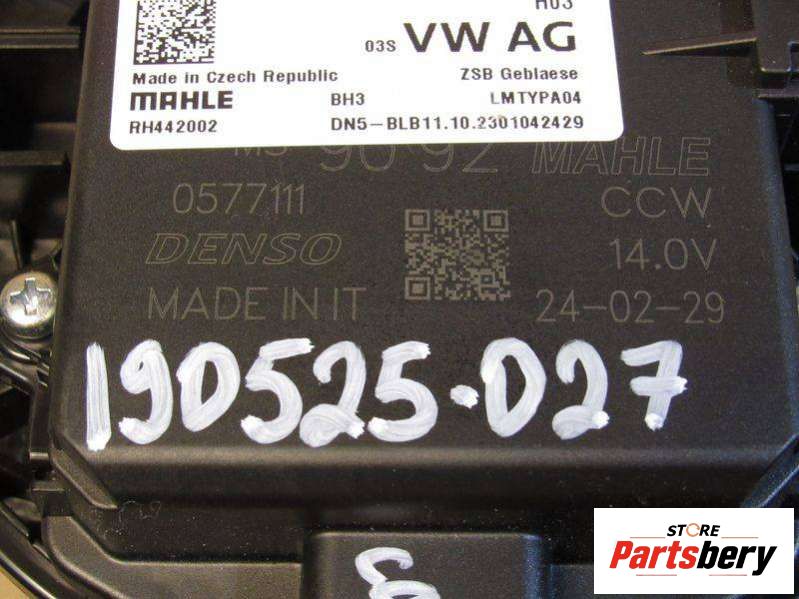 H03
03S VW AG
Made in Czech Republic ZSB Geblaese
MAHLE BH3 LMTYPA04
RH442002 DN5-BLB11.10.2301042429
MAHLE
0577111 CCW
DENSO 14.0V
MADE IN IT 24-02-29
190525-027
STORE
Partsbery